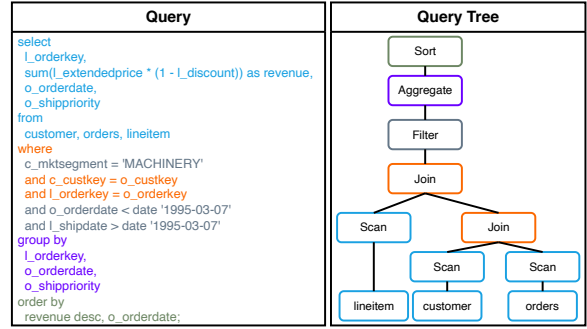 Query
select
l_orderkey,
sum(l_extendedprice * (1 - l_discount)) as revenue,
o_orderdate,
o_shippriority
from
customer, orders, lineitem
where
c_mktsegment = 'MACHINERY'
and c_custkey = o_custkey
and l_orderkey = o_orderkey
and o_orderdate < date '1995-03-07'
and l_shipdate > date '1995-03-07'
group by
l_orderkey,
o_orderdate,
o_shippriority
order by
revenue desc, o_orderdate;
Query Tree
Sort
Aggregate
Filter
Join
Scan
Join
Scan
Scan
lineitem
customer
orders